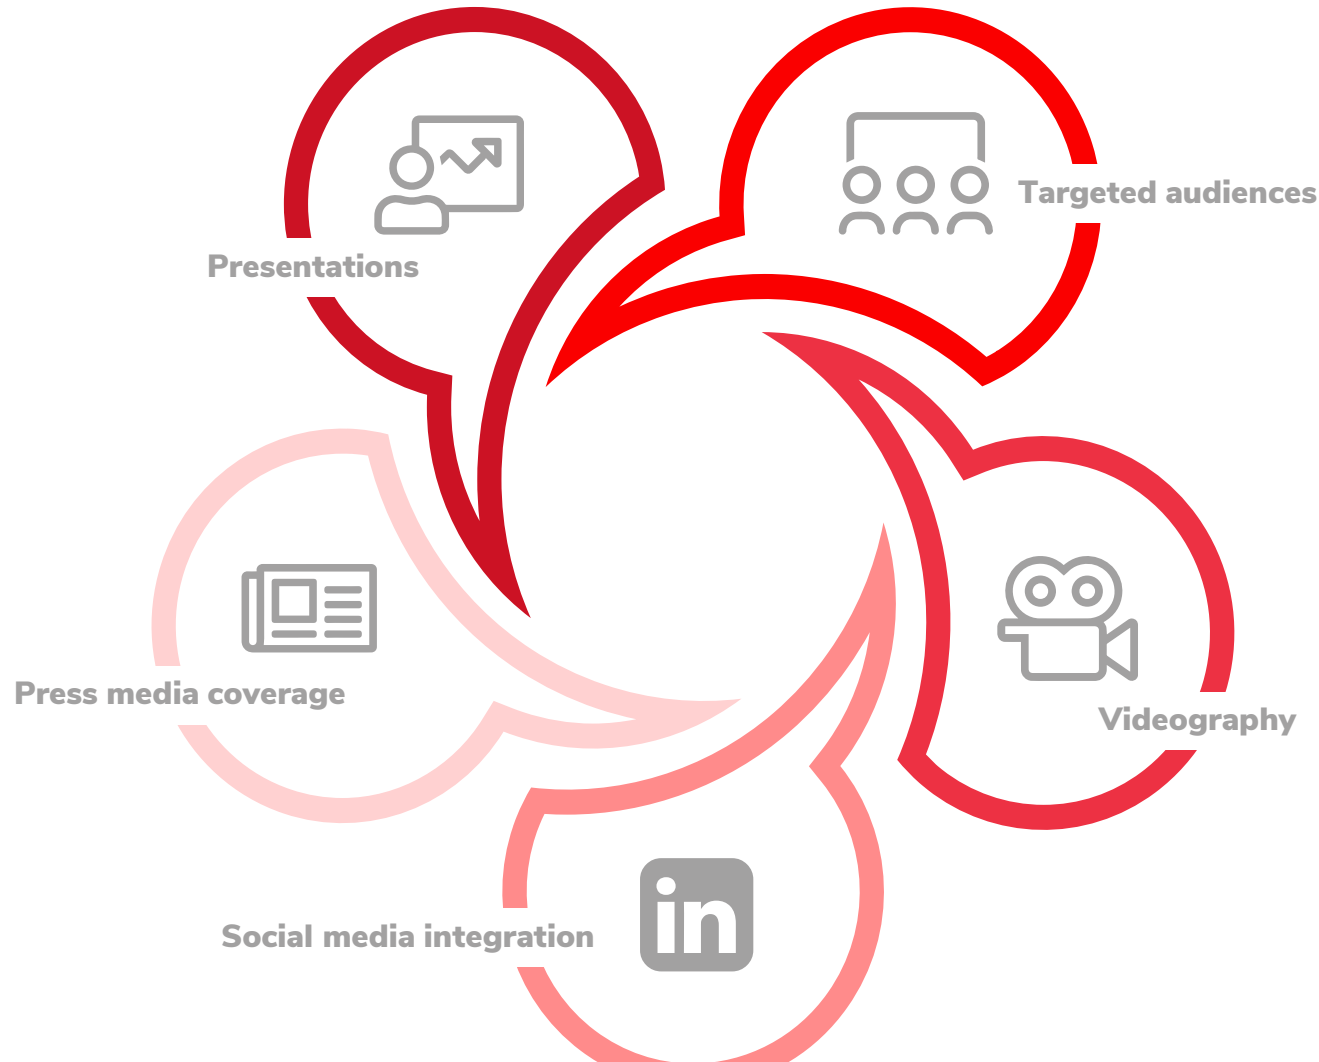 Targeted audiences
Presentations
Press media coverage
Videography
in
Social media integration